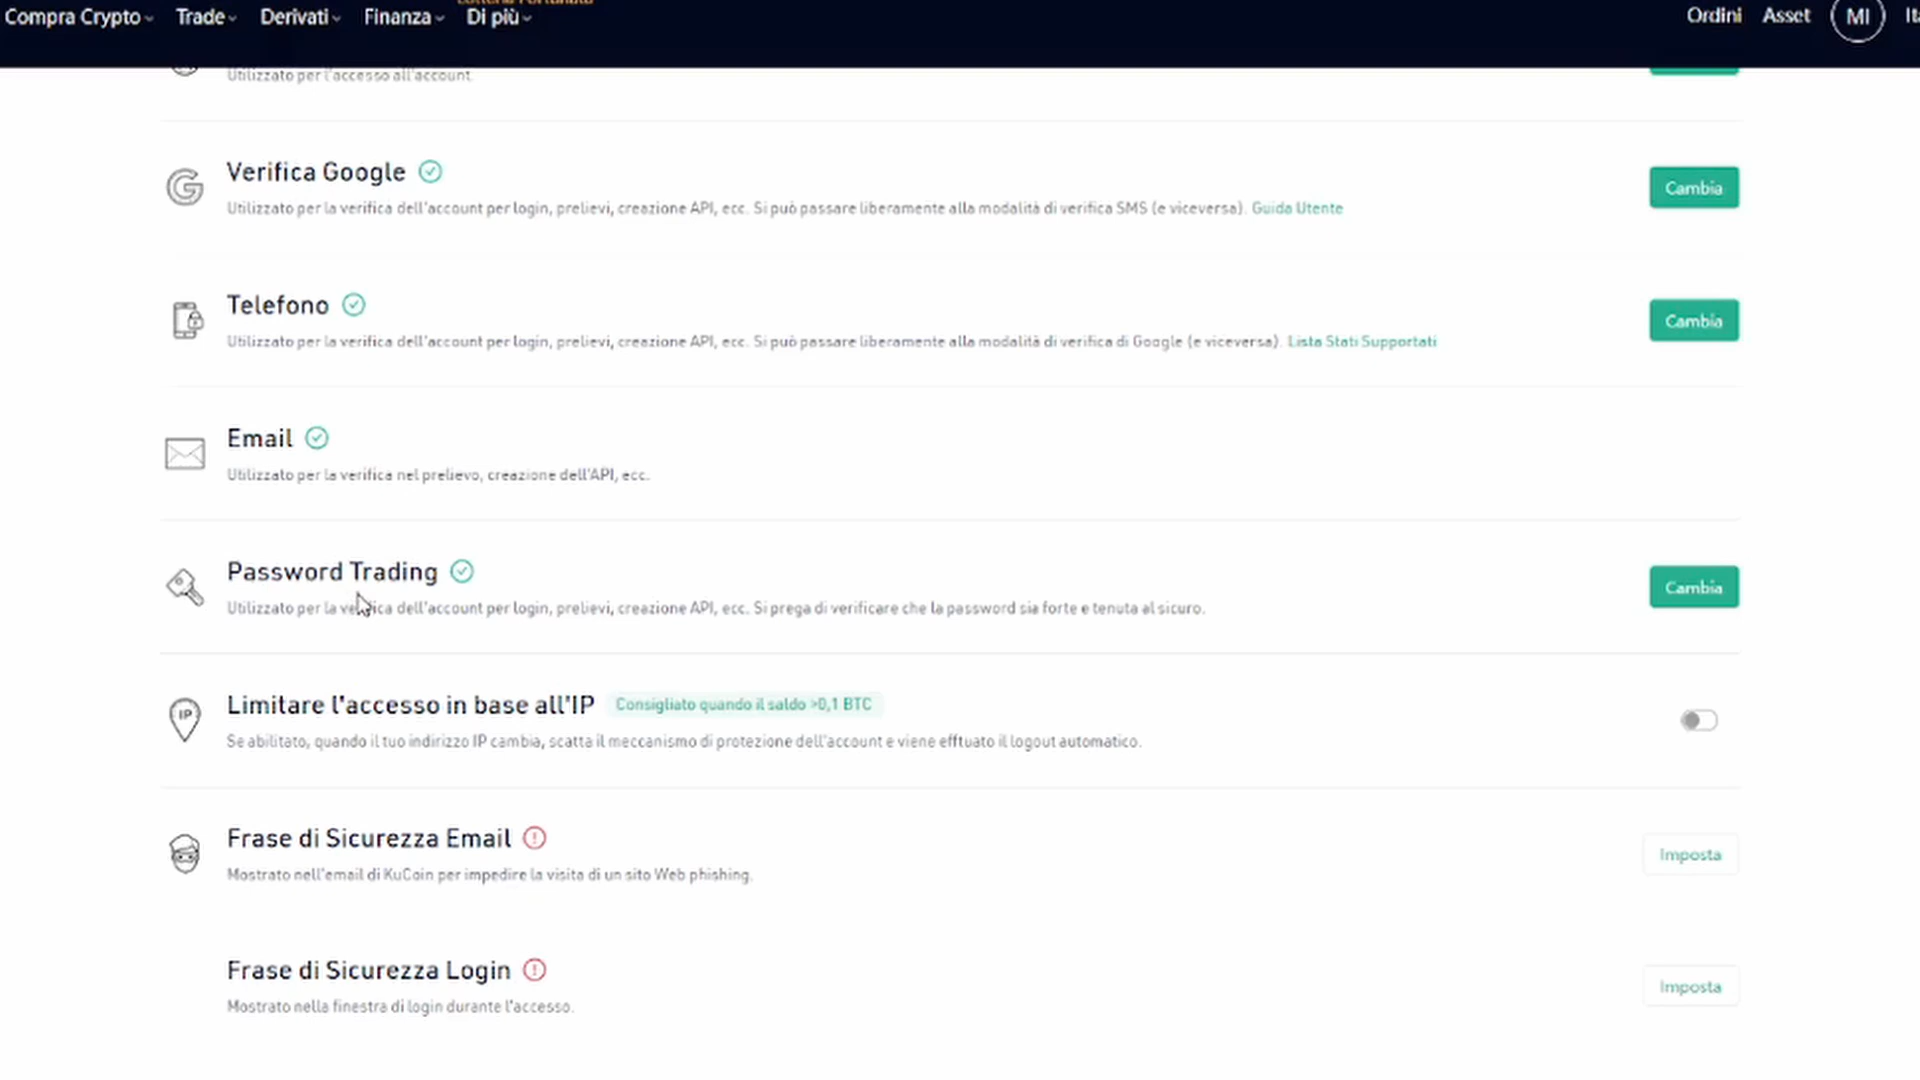 Compra Crypto Trade Derivati Finanza Di più Ordini Asset MI
Utilizzato per l'accesso all'account.
Verifica Google
Cambia
Utilizzato per la verifica dell'account per login, prelievi, creazione API, ecc. Si può passare liberamente alla modalità di verifica SMS (e viceversa). Guida Utente
Telefono
Cambia
Utilizzato per la verifica dell'account per login, prelievi, creazione API, ecc. Si può passare liberamente alla modalità di verifica di Google (e viceversa). Lista Stati Supportati
Email
Utilizzato per la verifica nel prelievo, creazione dell'API, ecc.
Password Trading
Cambia
Utilizzato per la verifica dell'account per login, prelievi, creazione API, ecc. Si prega di verificare che la password sia forte e tenuta al sicuro.
IP
Limitare l'accesso in base all'IP Consigliato quando il saldo >0,1 BTC
Se abilitato, quando il tuo indirizzo IP cambia, scatta il meccanismo di protezione dell'account e viene efftuato il logout automatico.
Frase di Sicurezza Email
Imposta
Mostrato nell'email di KuCoin per impedire la visita di un sito Web phishing.
Frase di Sicurezza Login
Imposta
Mostrato nella finestra di login durante l'accesso.